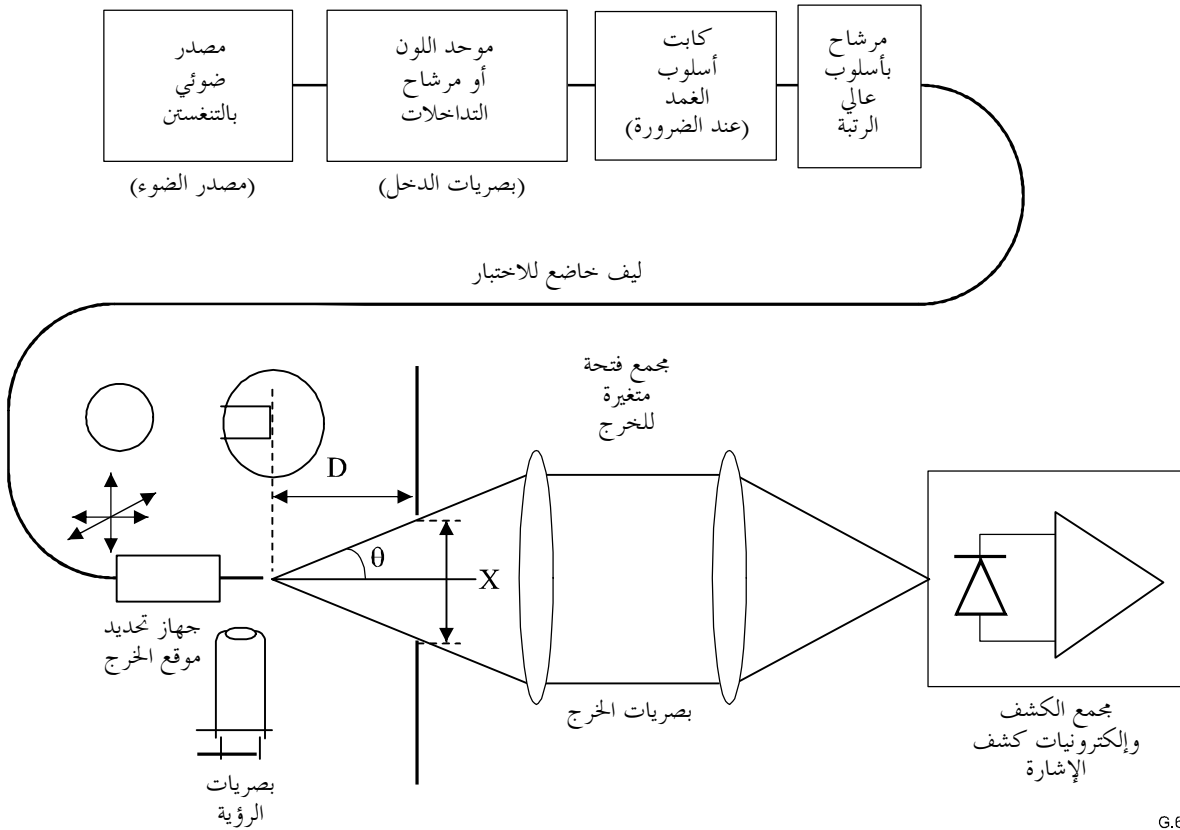 مصدر
ضوئي
بالتنغستن
موحد اللون
أو مرشاح
التداخلات
كابت
أسلوب
الغمد
(عند الضرورة)
مرشاح
بأسلوب
عالي
الرتبة
(مصدر الضوء)
(بصريات الدخل)
ليف خاضع للاختبار
مجمع فتحة
متغيرة
للخرج
D
θ
X
جهاز تحديد
موقع الخرج
بصريات الخرج
مجمع الكشف
وإلكترونيات كشف
الإشارة
بصريات
الرؤية